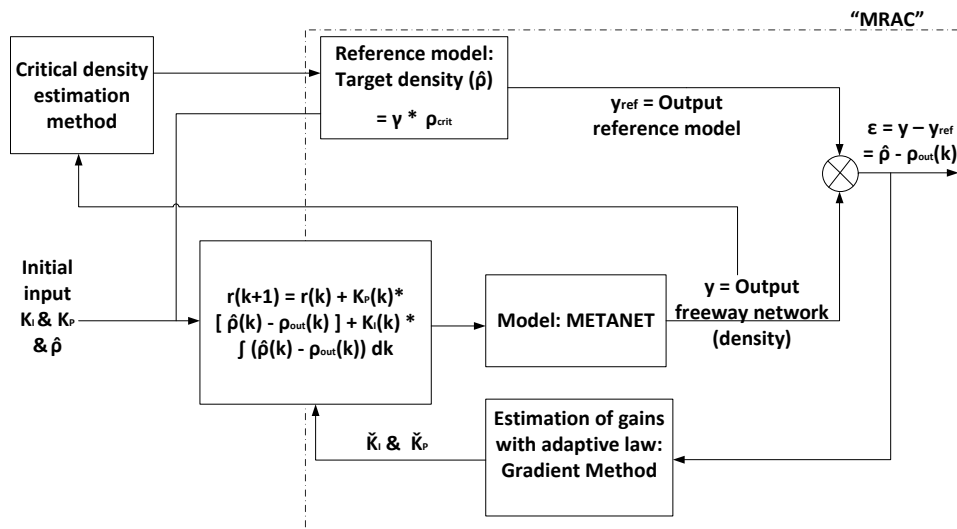 “MRAC”
Critical density
estimation
method
Reference model:
Target density (ρ̂)
= γ * ρcrit
yref = Output
reference model
ε = y – yref
= ρ̂ - ρout(k)
Initial
input
KI & KP
& ρ̂
r(k+1) = r(k) + KP(k)*
[ ρ̂(k) - ρout(k) ] + KI(k) *
∫ (ρ̂(k) - ρout(k)) dk
Model: METANET
y = Output
freeway network
(density)
Estimation of gains
with adaptive law:
Gradient Method
ǨI & ǨP